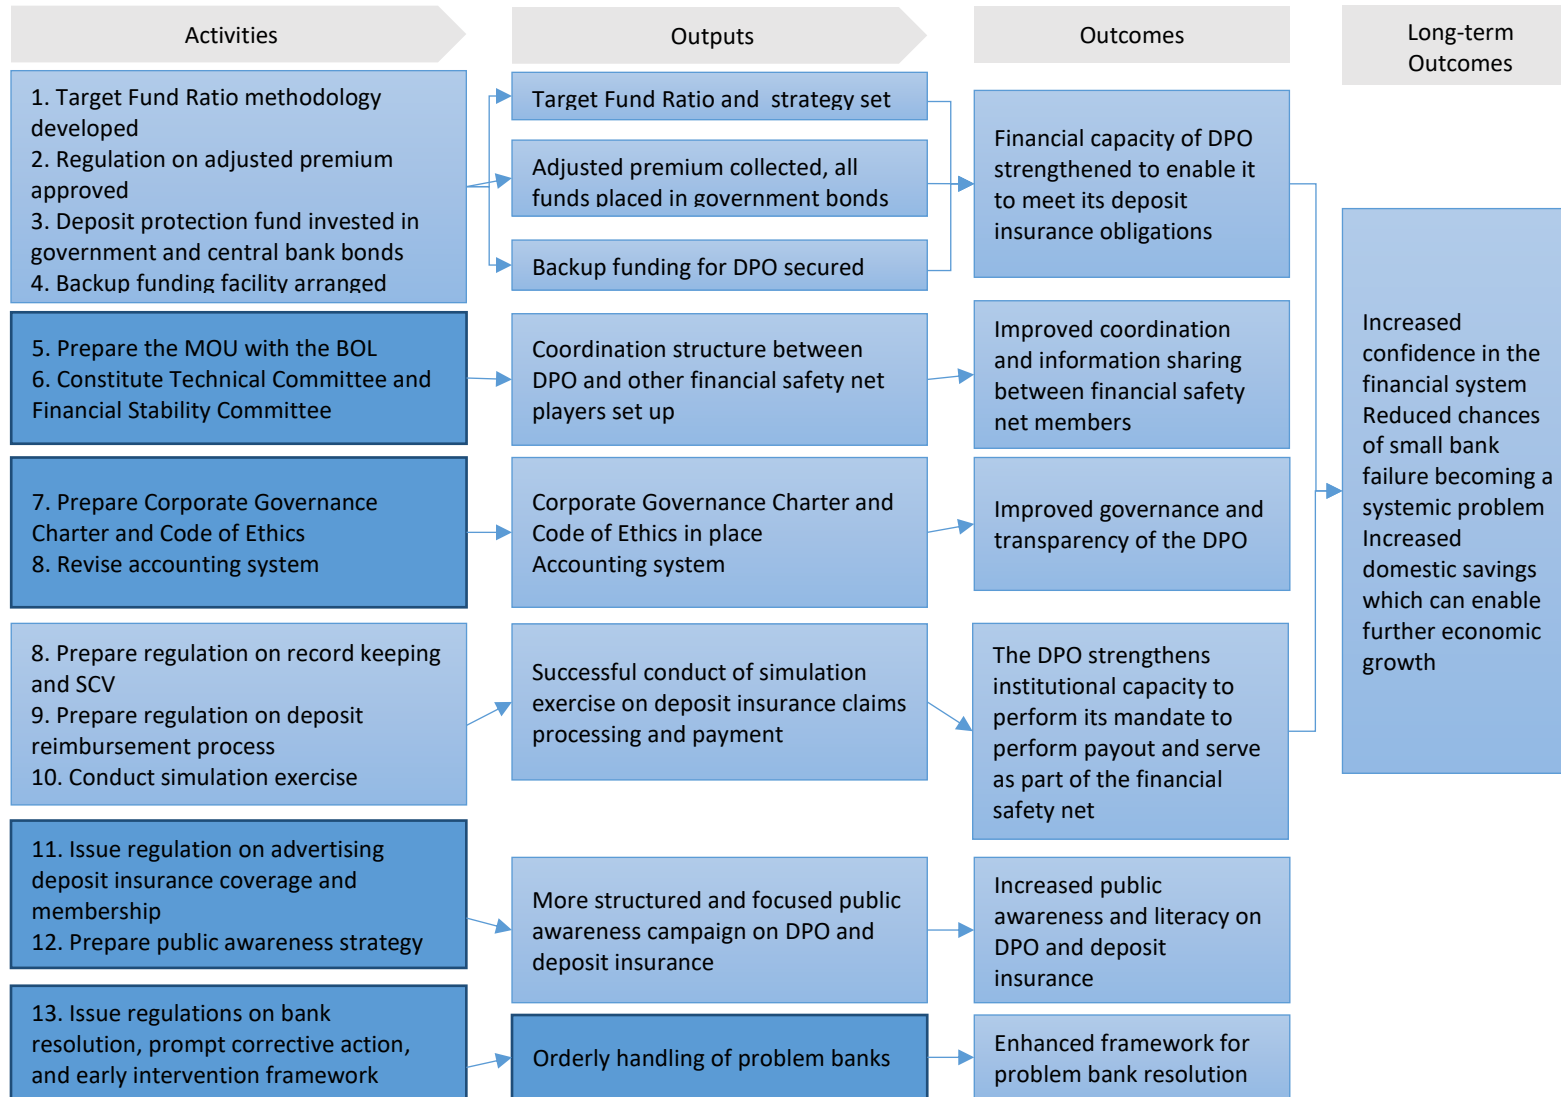 Activities
Outputs
Outcomes
Long-term
Outcomes
1. Target Fund Ratio methodology
developed
2. Regulation on adjusted premium
approved
3. Deposit protection fund invested in
government and central bank bonds
4. Backup funding facility arranged
Target Fund Ratio and strategy set
Adjusted premium collected, all
funds placed in government bonds
Backup funding for DPO secured
Financial capacity of DPO
strengthened to enable it
to meet its deposit
insurance obligations
5. Prepare the MOU with the BOL
6. Constitute Technical Committee and
Financial Stability Committee
Coordination structure between
DPO and other financial safety net
players set up
Improved coordination
and information sharing
between financial safety
net members
7. Prepare Corporate Governance
Charter and Code of Ethics
8. Revise accounting system
Corporate Governance Charter and
Code of Ethics in place
Accounting system
Improved governance and
transparency of the DPO
8. Prepare regulation on record keeping
and SCV
9. Prepare regulation on deposit
reimbursement process
10. Conduct simulation exercise
Successful conduct of simulation
exercise on deposit insurance claims
processing and payment
The DPO strengthens
institutional capacity to
perform its mandate to
perform payout and serve
as part of the financial
safety net
11. Issue regulation on advertising
deposit insurance coverage and
membership
12. Prepare public awareness strategy
More structured and focused public
awareness campaign on DPO and
deposit insurance
Increased public
awareness and literacy on
DPO and deposit
insurance
13. Issue regulations on bank
resolution, prompt corrective action,
and early intervention framework
Orderly handling of problem banks
Enhanced framework for
problem bank resolution
Increased
confidence in the
financial system
Reduced chances
of small bank
failure becoming a
systemic problem
Increased
domestic savings
which can enable
further economic
growth